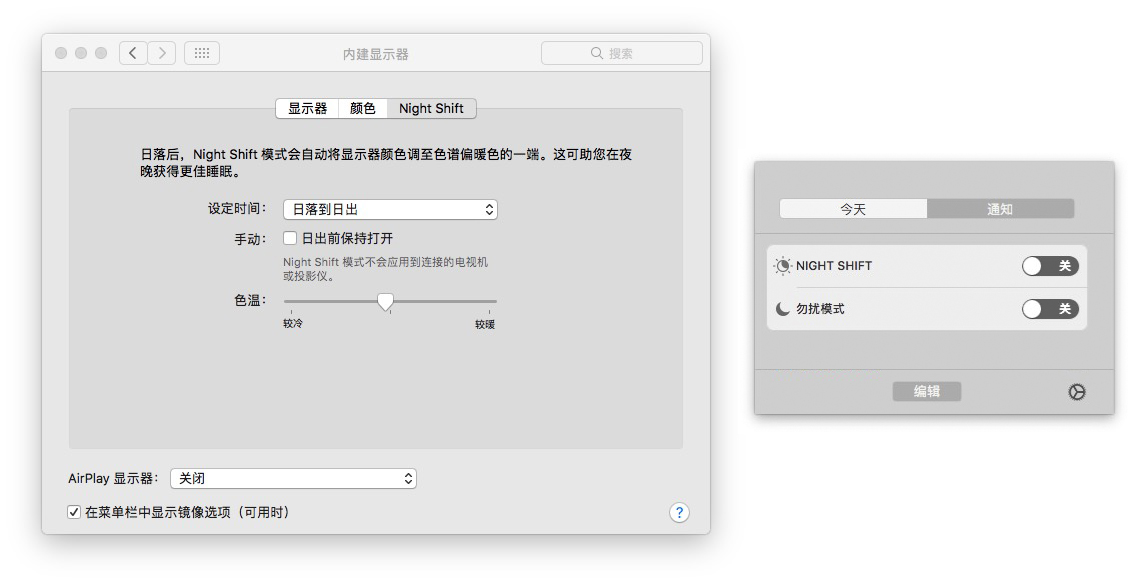 内建显示器
搜索
显示器 颜色 Night Shift
日落后，Night Shift 模式会自动将显示器颜色调至色谱偏暖色的一端。这可助您在夜
晚获得更佳睡眠。
设定时间： 日落到日出
手动： 日出前保持打开
Night Shift 模式不会应用到连接的电视机
或投影仪。
色温：
较冷 较暖
AirPlay 显示器： 关闭
在菜单栏中显示镜像选项（可用时）
?
今天 通知
NIGHT SHIFT 关
勿扰模式 关
编辑